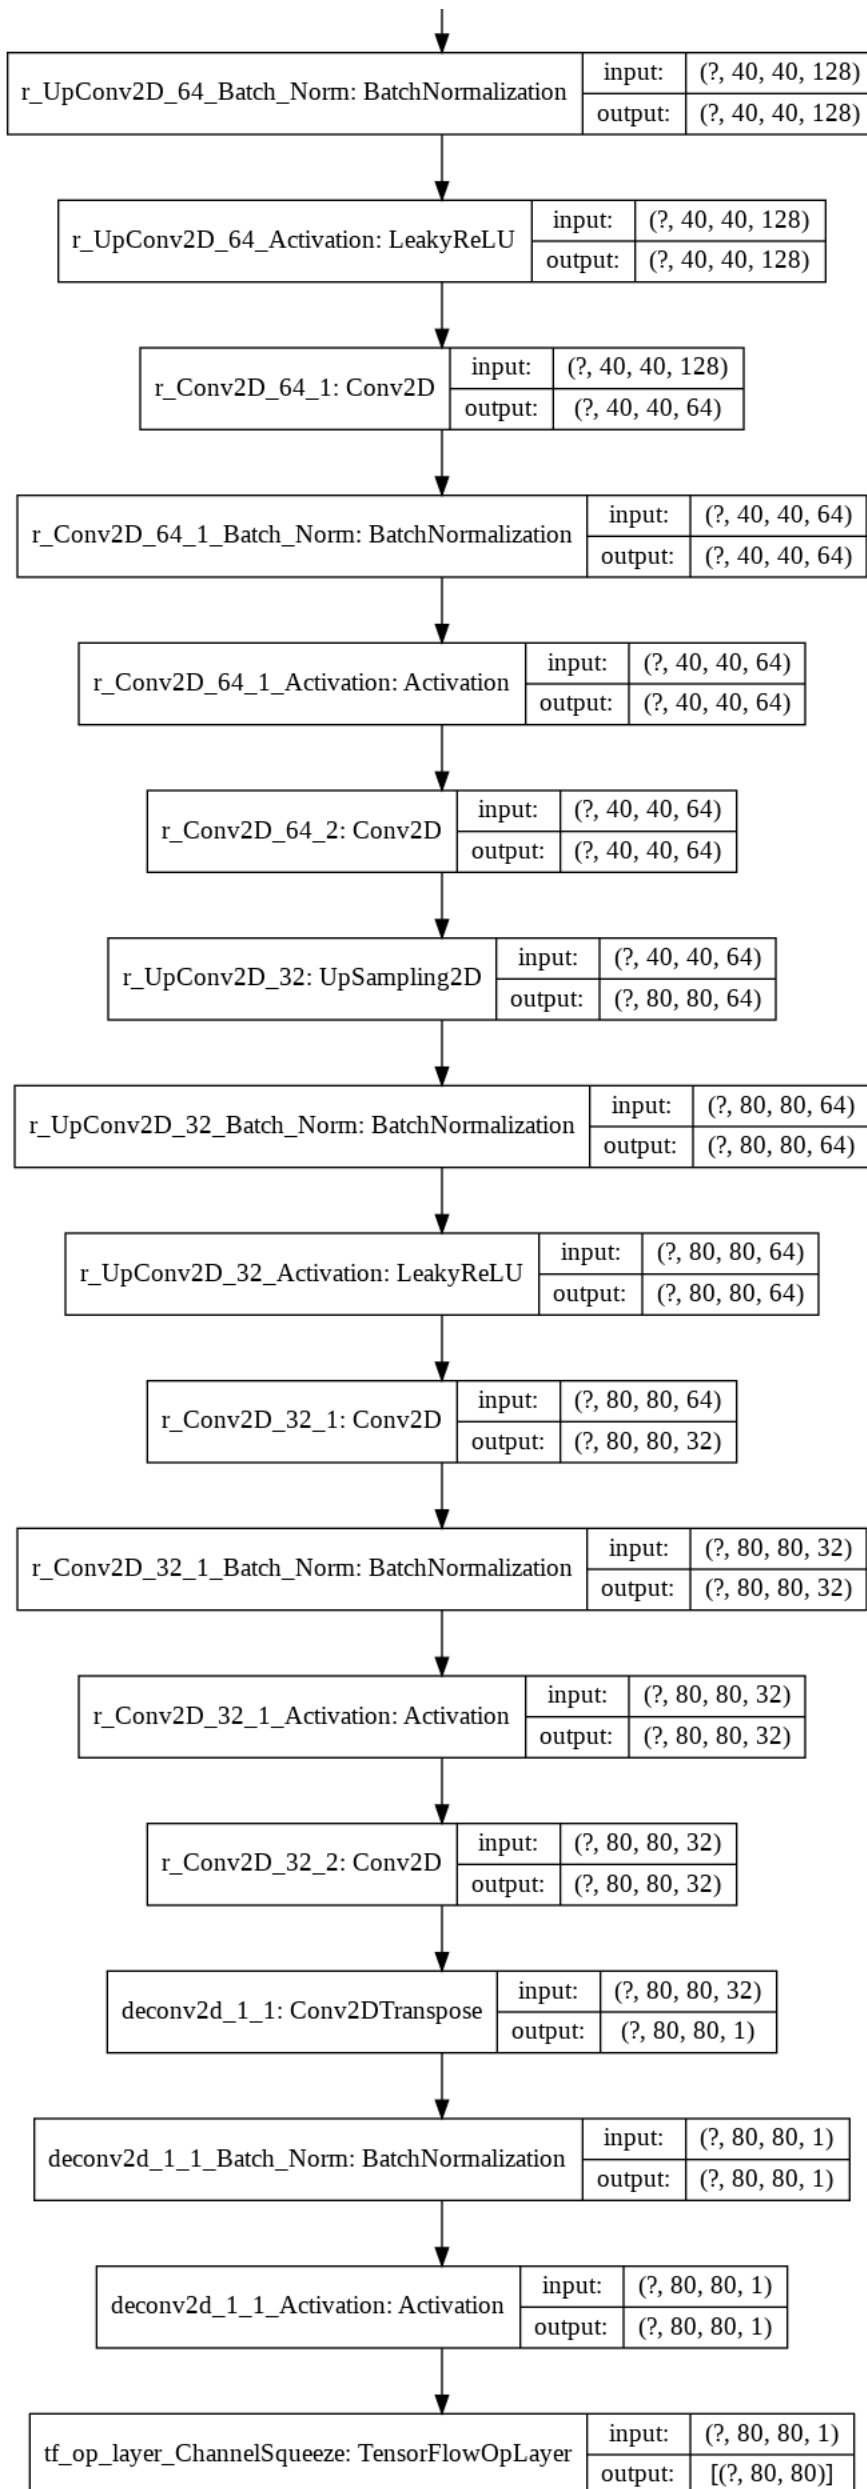 r_UpConv2D_64_Batch_Norm: BatchNormalization
input: (?, 40, 40, 128)
output: (?, 40, 40, 128)
r_UpConv2D_64_Activation: LeakyReLU
input: (?, 40, 40, 128)
output: (?, 40, 40, 128)
r_Conv2D_64_1: Conv2D
input: (?, 40, 40, 128)
output: (?, 40, 40, 64)
r_Conv2D_64_1_Batch_Norm: BatchNormalization
input: (?, 40, 40, 64)
output: (?, 40, 40, 64)
r_Conv2D_64_1_Activation: Activation
input: (?, 40, 40, 64)
output: (?, 40, 40, 64)
r_Conv2D_64_2: Conv2D
input: (?, 40, 40, 64)
output: (?, 40, 40, 64)
r_UpConv2D_32: UpSampling2D
input: (?, 40, 40, 64)
output: (?, 80, 80, 64)
r_UpConv2D_32_Batch_Norm: BatchNormalization
input: (?, 80, 80, 64)
output: (?, 80, 80, 64)
r_UpConv2D_32_Activation: LeakyReLU
input: (?, 80, 80, 64)
output: (?, 80, 80, 64)
r_Conv2D_32_1: Conv2D
input: (?, 80, 80, 64)
output: (?, 80, 80, 32)
r_Conv2D_32_1_Batch_Norm: BatchNormalization
input: (?, 80, 80, 32)
output: (?, 80, 80, 32)
r_Conv2D_32_1_Activation: Activation
input: (?, 80, 80, 32)
output: (?, 80, 80, 32)
r_Conv2D_32_2: Conv2D
input: (?, 80, 80, 32)
output: (?, 80, 80, 32)
deconv2d_1_1: Conv2DTranspose
input: (?, 80, 80, 32)
output: (?, 80, 80, 1)
deconv2d_1_1_Batch_Norm: BatchNormalization
input: (?, 80, 80, 1)
output: (?, 80, 80, 1)
deconv2d_1_1_Activation: Activation
input: (?, 80, 80, 1)
output: (?, 80, 80, 1)
tf_op_layer_ChannelSqueeze: TensorFlowOpLayer
input: (?, 80, 80, 1)
output: [(?, 80, 80)]